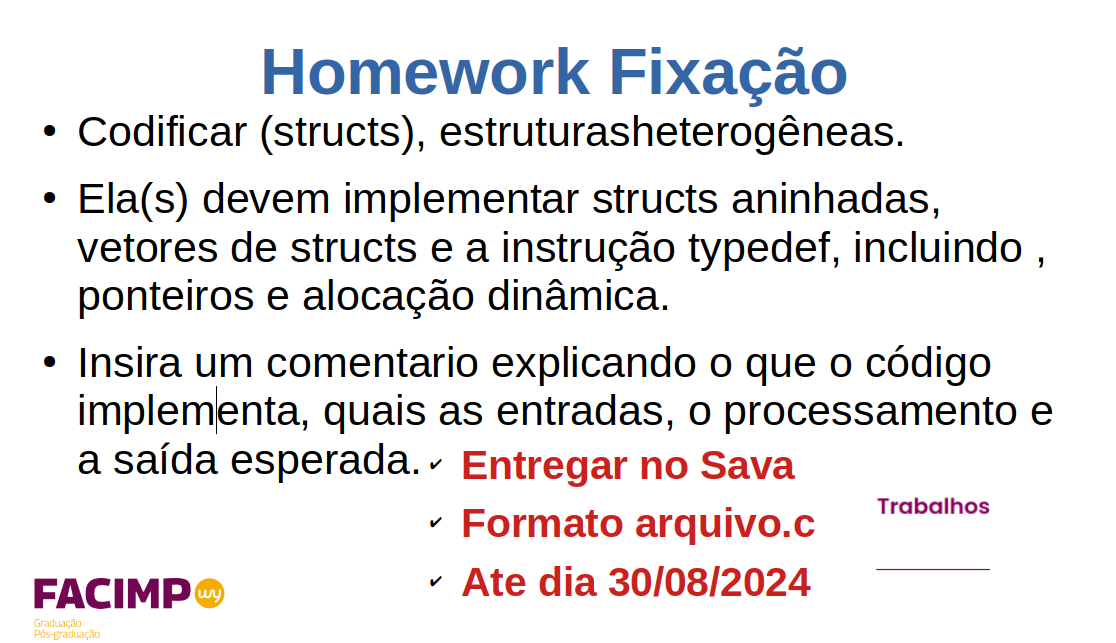 Homework Fixação
• Codificar (structs), estruturasheterogêneas.
• Ela(s) devem implementar structs aninhadas,
vetores de structs e a instrução typedef, incluindo ,
ponteiros e alocação dinâmica.
• Insira um comentario explicando o que o código
implementa, quais as entradas, o processamento e
a saída esperada.
✔ Entregar no Sava
✔ Formato arquivo.c
✔ Ate dia 30/08/2024
Trabalhos
FACIMP wy
Graduação
Pós-graduação